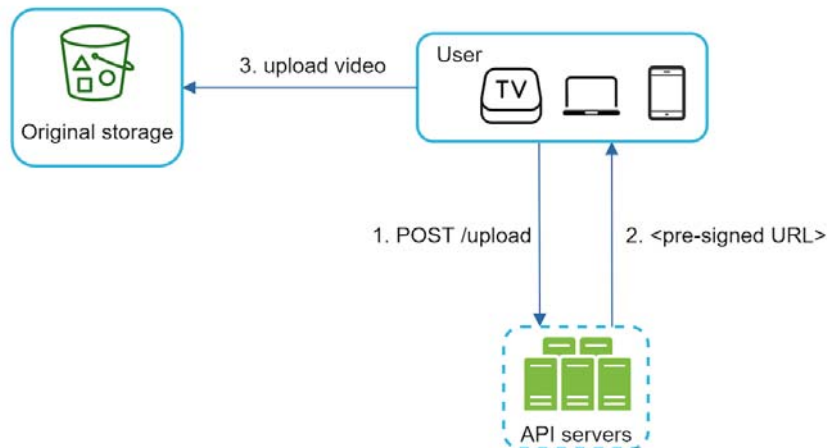 User
TV
3. upload video
Original storage
1. POST /upload
2. <pre-signed URL>
API servers